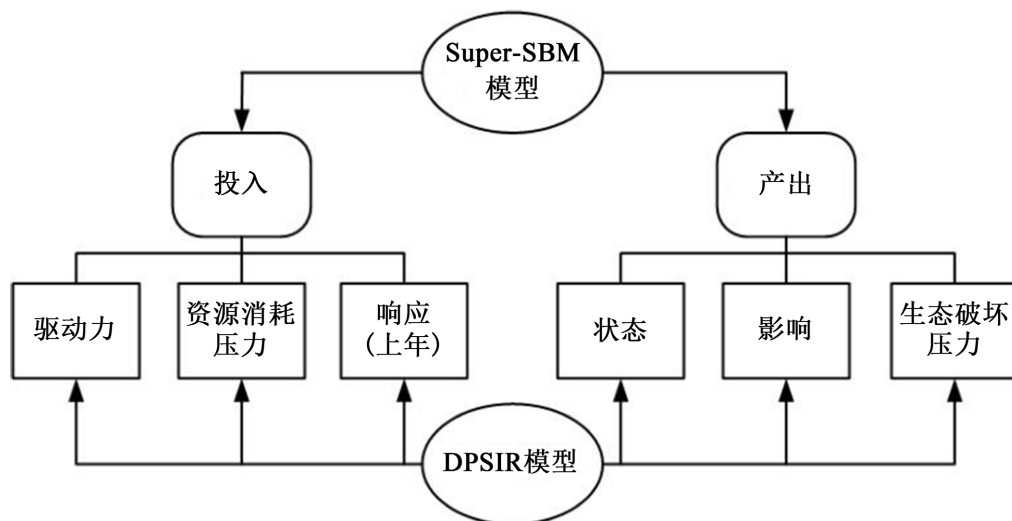 Super-SBM
模型
投入
产出
驱动力
资源消耗
压力
响应
(上年)
状态
影响
生态破坏
压力
DPSIR模型